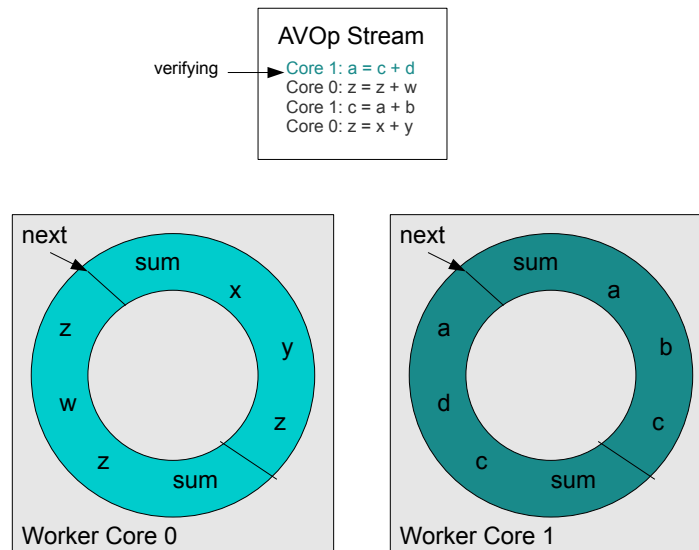 AVOp Stream
verifying
Core 1: a = c + d
Core 0: z = z + w
Core 1: c = a + b
Core 0: z = x + y
next
sum
x
y
z
sum
z
w
z
Worker Core 0
next
sum
a
b
c
sum
c
d
a
Worker Core 1